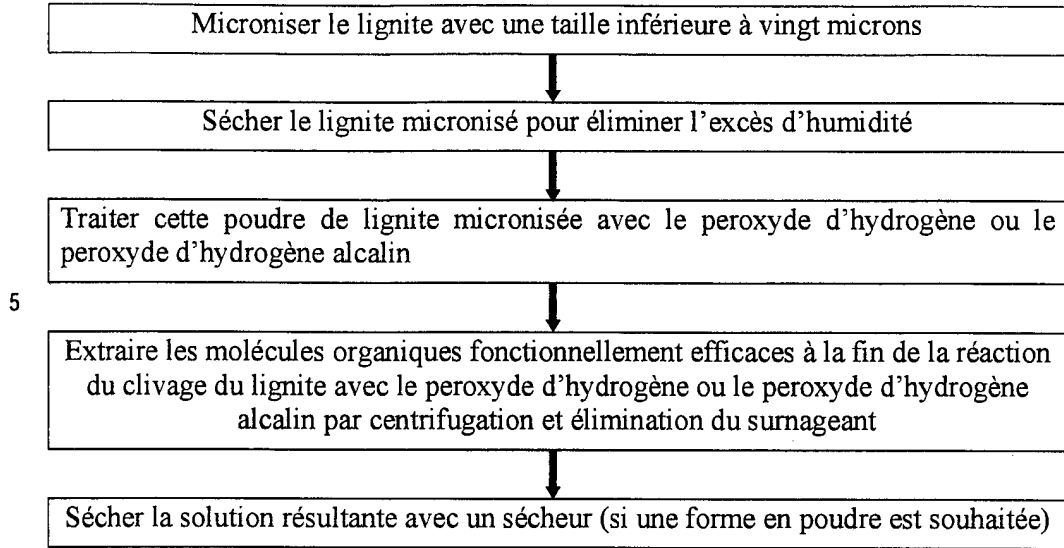 Microniser le lignite avec une taille inférieure à vingt microns
Sécher le lignite micronisé pour éliminer l'excès d'humidité
Traiter cette poudre de lignite micronisée avec le peroxyde d'hydrogène ou le
peroxyde d'hydrogène alcalin
5
Extraire les molécules organiques fonctionnellement efficaces à la fin de la réaction
du clivage du lignite avec le peroxyde d'hydrogène ou le peroxyde d'hydrogène
alcalin par centrifugation et élimination du surnageant
Sécher la solution résultante avec un sécheur (si une forme en poudre est souhaitée)